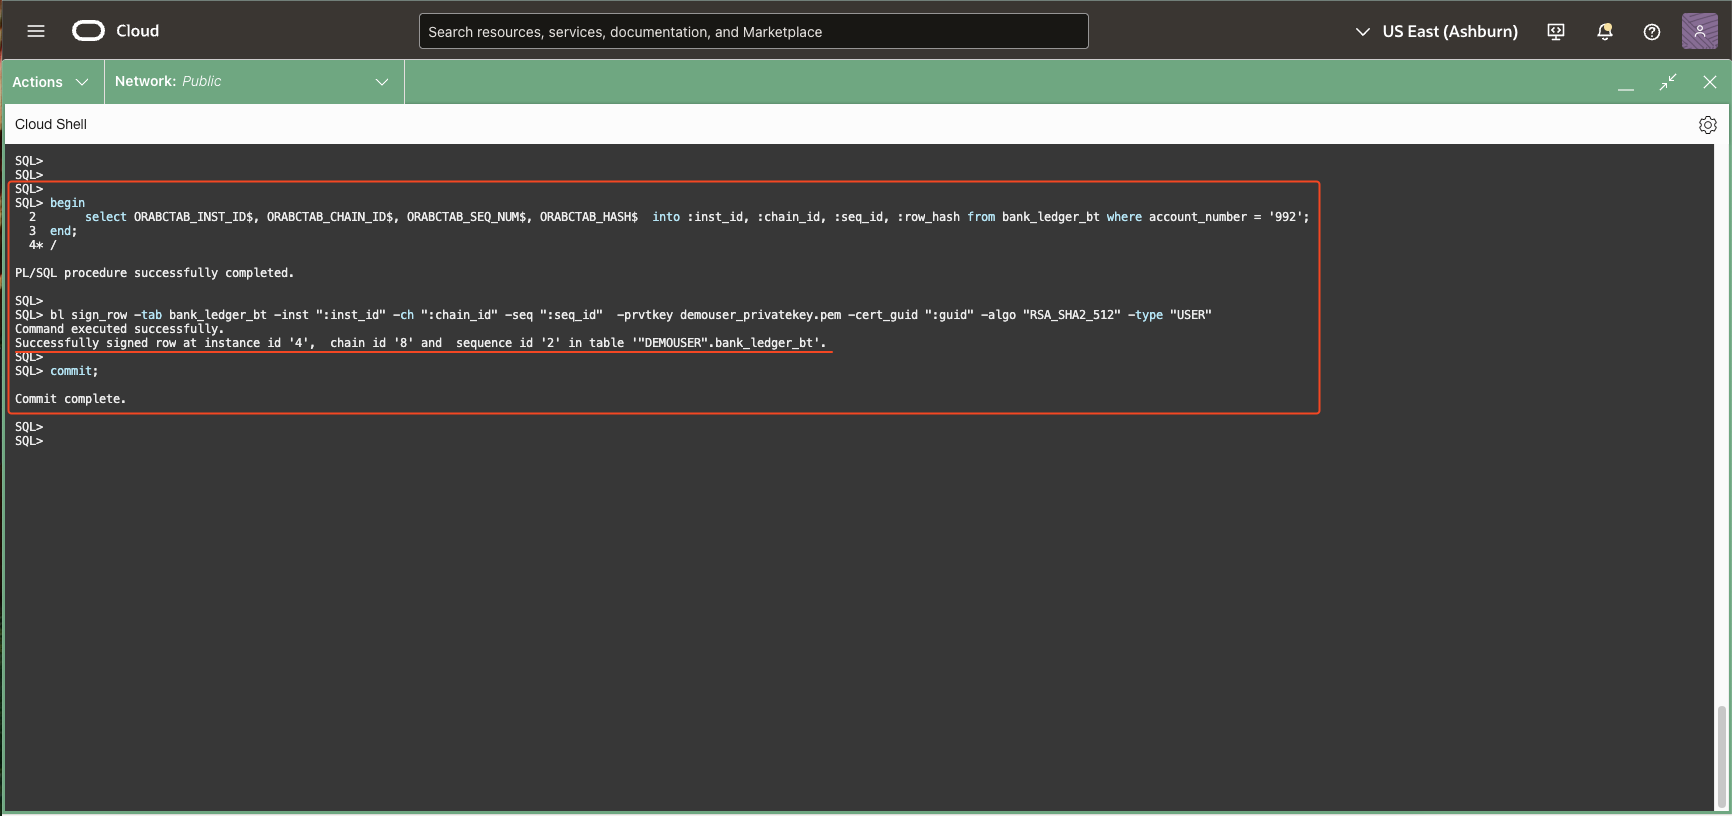 Cloud
Search resources, services, documentation, and Marketplace
US East (Ashburn)
Actions
Network: Public
Cloud Shell
SQL>
SQL>
SQL>
SQL> begin
  2      select ORABCTAB_INST_ID$, ORABCTAB_CHAIN_ID$, ORABCTAB_SEQ_NUM$, ORABCTAB_HASH$  into :inst_id, :chain_id, :seq_id, :row_hash from bank_ledger_bt where account_number = '992';
  3  end;
  4* /
PL/SQL procedure successfully completed.
SQL>
SQL> bl sign_row -tab bank_ledger_bt -inst ":inst_id" -ch ":chain_id" -seq ":seq_id"  -prvtkey demouser_privatekey.pem -cert_guid ":guid" -algo "RSA_SHA2_512" -type "USER"
Command executed successfully.
Successfully signed row at instance id '4',  chain id '8' and  sequence id '2' in table '"DEMOUSER".bank_ledger_bt'.
SQL>
SQL> commit;
Commit complete.
SQL>
SQL>